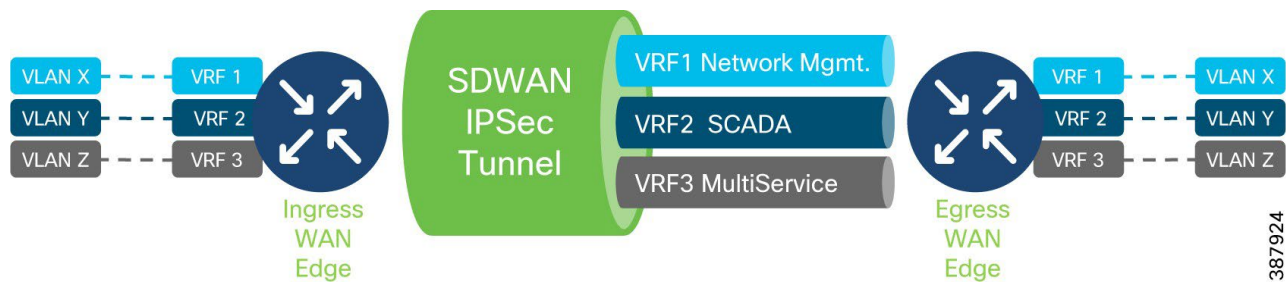 VLAN X
VRF 1
VLAN Y
VRF 2
VLAN Z
VRF 3
Ingress
WAN
Edge
SDWAN
IPSec
Tunnel
VRF1 Network Mgmt.
VRF2 SCADA
VRF3 MultiService
Egress
WAN
Edge
VRF 1
VLAN X
VRF 2
VLAN Y
VRF 3
VLAN Z
387924